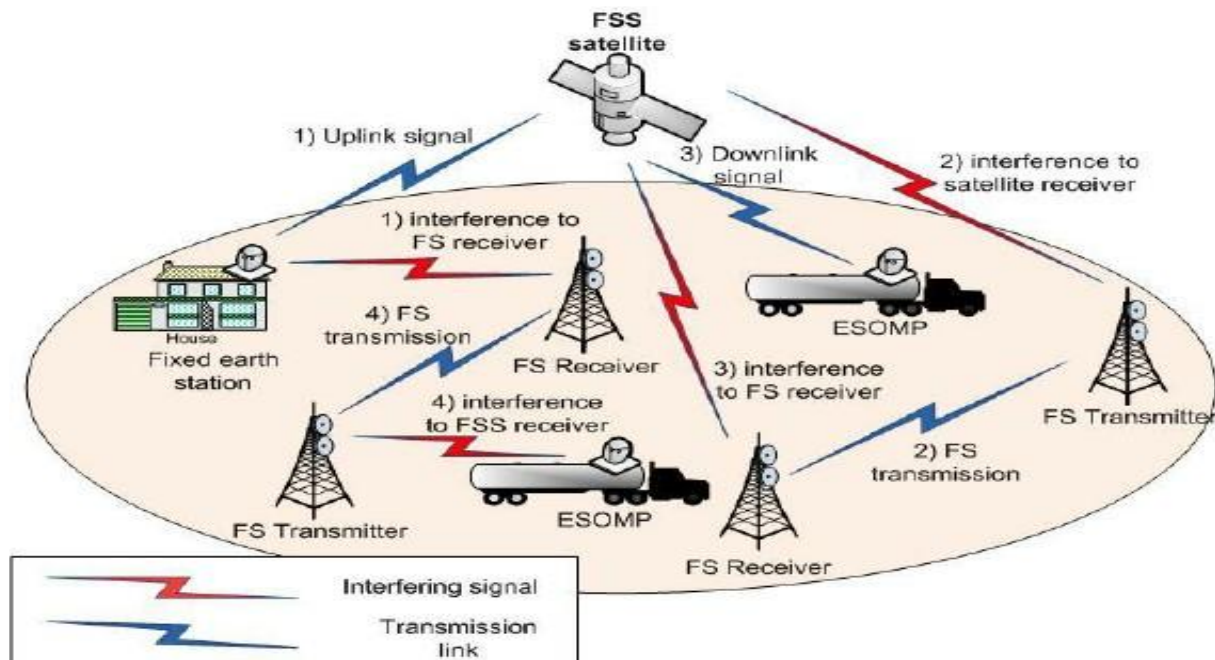 FSS
satellite
1) Uplink signal
3) Downlink
signal
2) interference to
satellite receiver
1) interference to
FS receiver
House
Fixed earth
station
4) FS
transmission
FS Receiver
ESOMP
3) interference
to FS receiver
FS Transmitter
4) interference
to FSS receiver
2) FS
transmission
FS Transmitter
ESOMP
FS Receiver
Interfering signal
Transmission
link